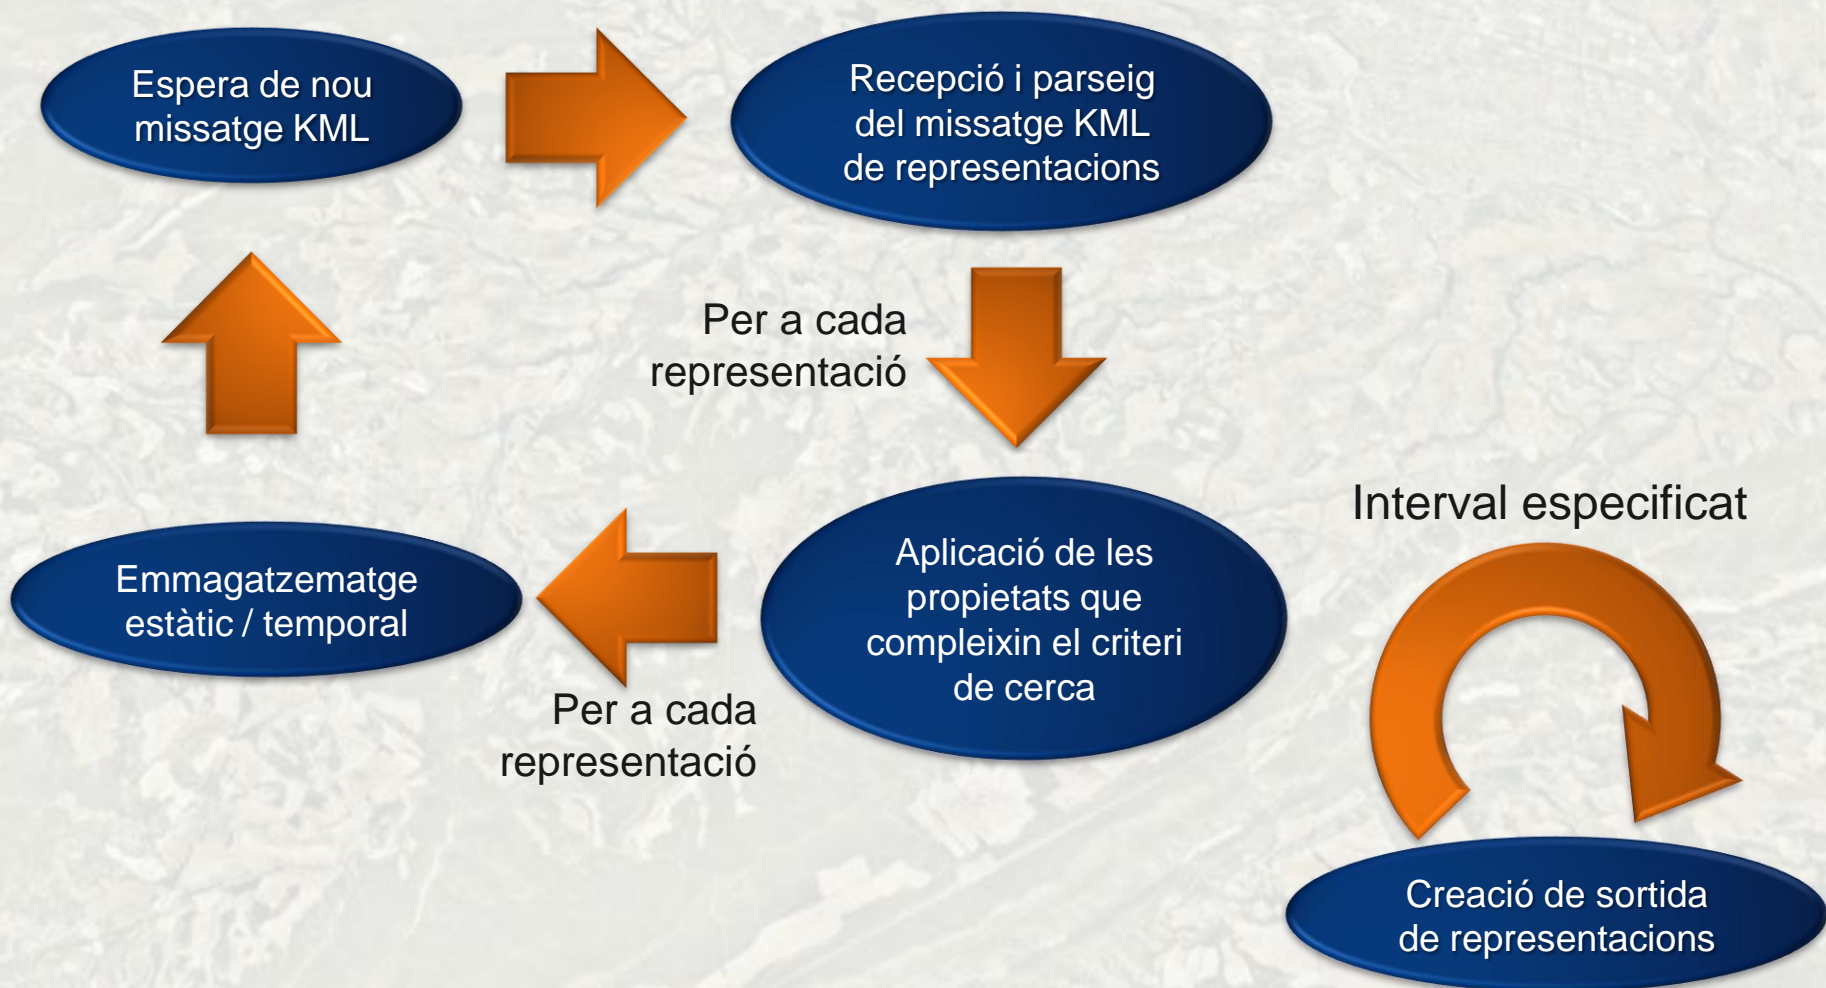 Espera de nou
missatge KML
Recepció i parseig
del missatge KML
de representacions
Per a cada
representació
Aplicació de les
propietats que
compleixin el criteri
de cerca
Per a cada
representació
Emmagatzematge
estàtic / temporal
Interval especificat
Creació de sortida
de representacions